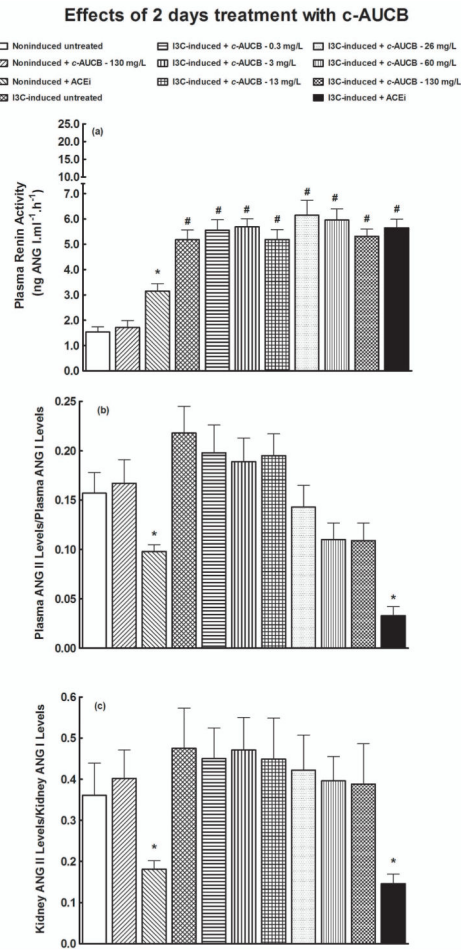 Effects of 2 days treatment with c-AUCB
Noninduced untreated
Noninduced + c-AUCB - 130 mg/L
Noninduced + ACEi
I3C-induced untreated
I3C-induced + c-AUCB - 0.3 mg/L
I3C-induced + c-AUCB - 3 mg/L
I3C-induced + c-AUCB - 13 mg/L
I3C-induced + c-AUCB - 26 mg/L
I3C-induced + c-AUCB - 60 mg/L
I3C-induced + c-AUCB - 130 mg/L
I3C-induced + ACEi
(a)
Plasma Renin Activity
(ng ANG I.ml⁻¹.h⁻¹)
25.0
20.0
15.0
10.0
7.0
6.0
5.0
4.0
3.0
2.0
1.0
0.0
*
#
#
#
#
#
#
#
#
(b)
Plasma ANG II Levels/Plasma ANG I Levels
0.25
0.20
0.15
0.10
0.05
0.00
*
*
(c)
Kidney ANG II Levels/Kidney ANG I Levels
0.6
0.5
0.4
0.3
0.2
0.1
0.0
*
*